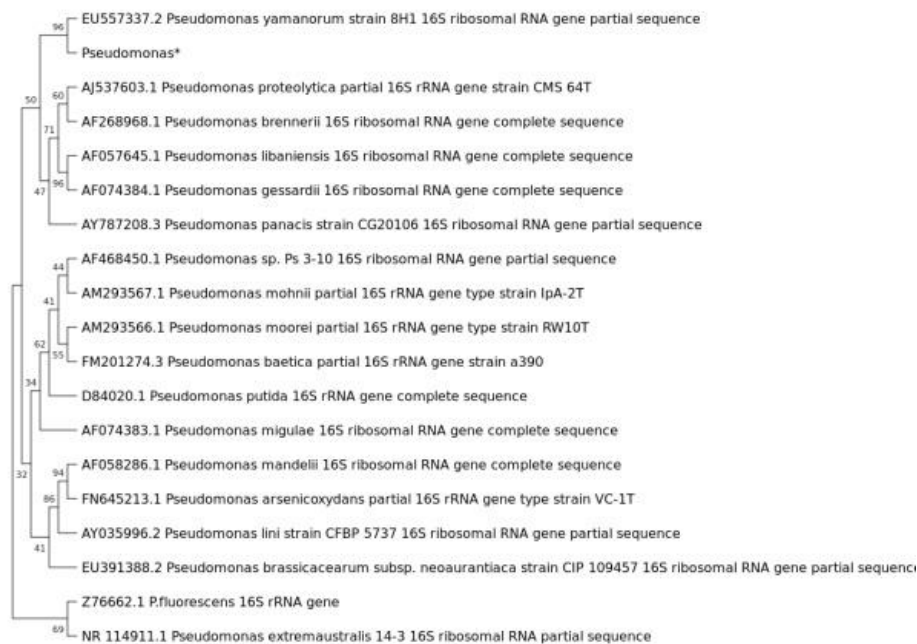 EU557337.2 Pseudomonas yamanorum strain 8H1 16S ribosomal RNA gene partial sequence
96
Pseudomonas*
AJ537603.1 Pseudomonas proteolytica partial 16S rRNA gene strain CMS 64T
60
50
AF268968.1 Pseudomonas brennerii 16S ribosomal RNA gene complete sequence
71
AF057645.1 Pseudomonas libaniensis 16S ribosomal RNA gene complete sequence
96
47
AF074384.1 Pseudomonas gessardii 16S ribosomal RNA gene complete sequence
AY787208.3 Pseudomonas panacis strain CG20106 16S ribosomal RNA gene partial sequence
AF468450.1 Pseudomonas sp. Ps 3-10 16S ribosomal RNA gene partial sequence
44
AM293567.1 Pseudomonas mohnii partial 16S rRNA gene type strain IpA-2T
41
AM293566.1 Pseudomonas moorei partial 16S rRNA gene type strain RW10T
62
55
FM201274.3 Pseudomonas baetica partial 16S rRNA gene strain a390
34
D84020.1 Pseudomonas putida 16S rRNA gene complete sequence
AF074383.1 Pseudomonas migulae 16S ribosomal RNA gene complete sequence
AF058286.1 Pseudomonas mandelii 16S ribosomal RNA gene complete sequence
32
94
FN645213.1 Pseudomonas arsenicoxydans partial 16S rRNA gene type strain VC-1T
86
AY035996.2 Pseudomonas lini strain CFBP 5737 16S ribosomal RNA gene partial sequence
41
EU391388.2 Pseudomonas brassicacearum subsp. neoaurantiaca strain CIP 109457 16S ribosomal RNA gene partial sequence
Z76662.1 P.fluorescens 16S rRNA gene
69
NR 114911.1 Pseudomonas extremaustralis 14-3 16S ribosomal RNA partial sequence